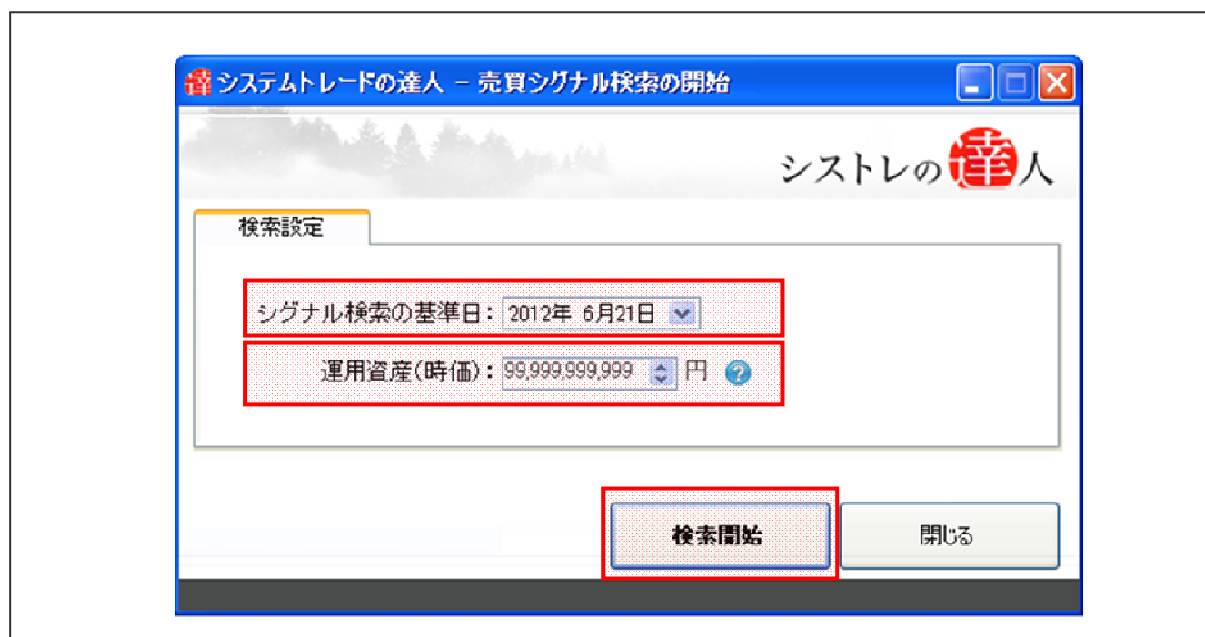 システムトレードの達人 - 売買シグナル検索の開始
シストレの達人
検索設定
シグナル検索の基準日: 2012年 6月21日
運用資産(時価): 99,999,999,999 円 ?
検索開始 閉じる